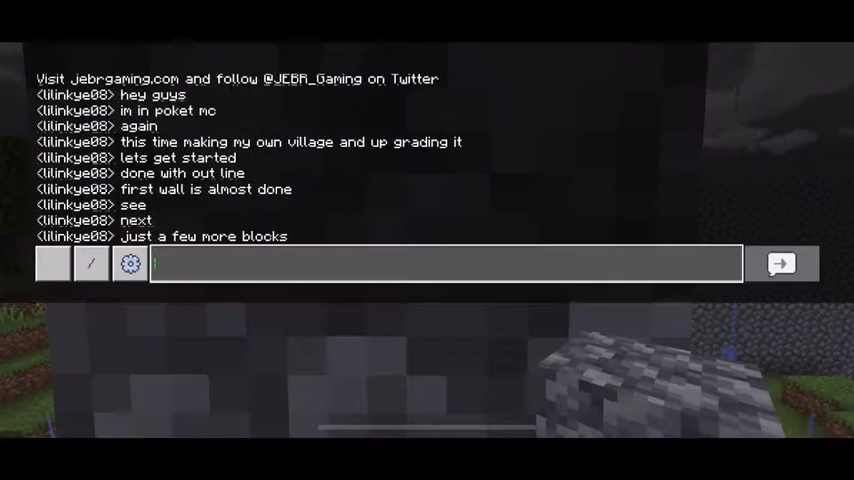 Visit jebrgaming.com and follow @JEBR_Gaming on Twitter
<lilinkye08> hey guys
<lilinkye08> im in poket mc
<lilinkye08> again
<lilinkye08> this time making my own village and up grading it
<lilinkye08> lets get started
<lilinkye08> done with out line
<lilinkye08> first wall is almost done
<lilinkye08> see
<lilinkye08> next
<lilinkye08> just a few more blocks
/